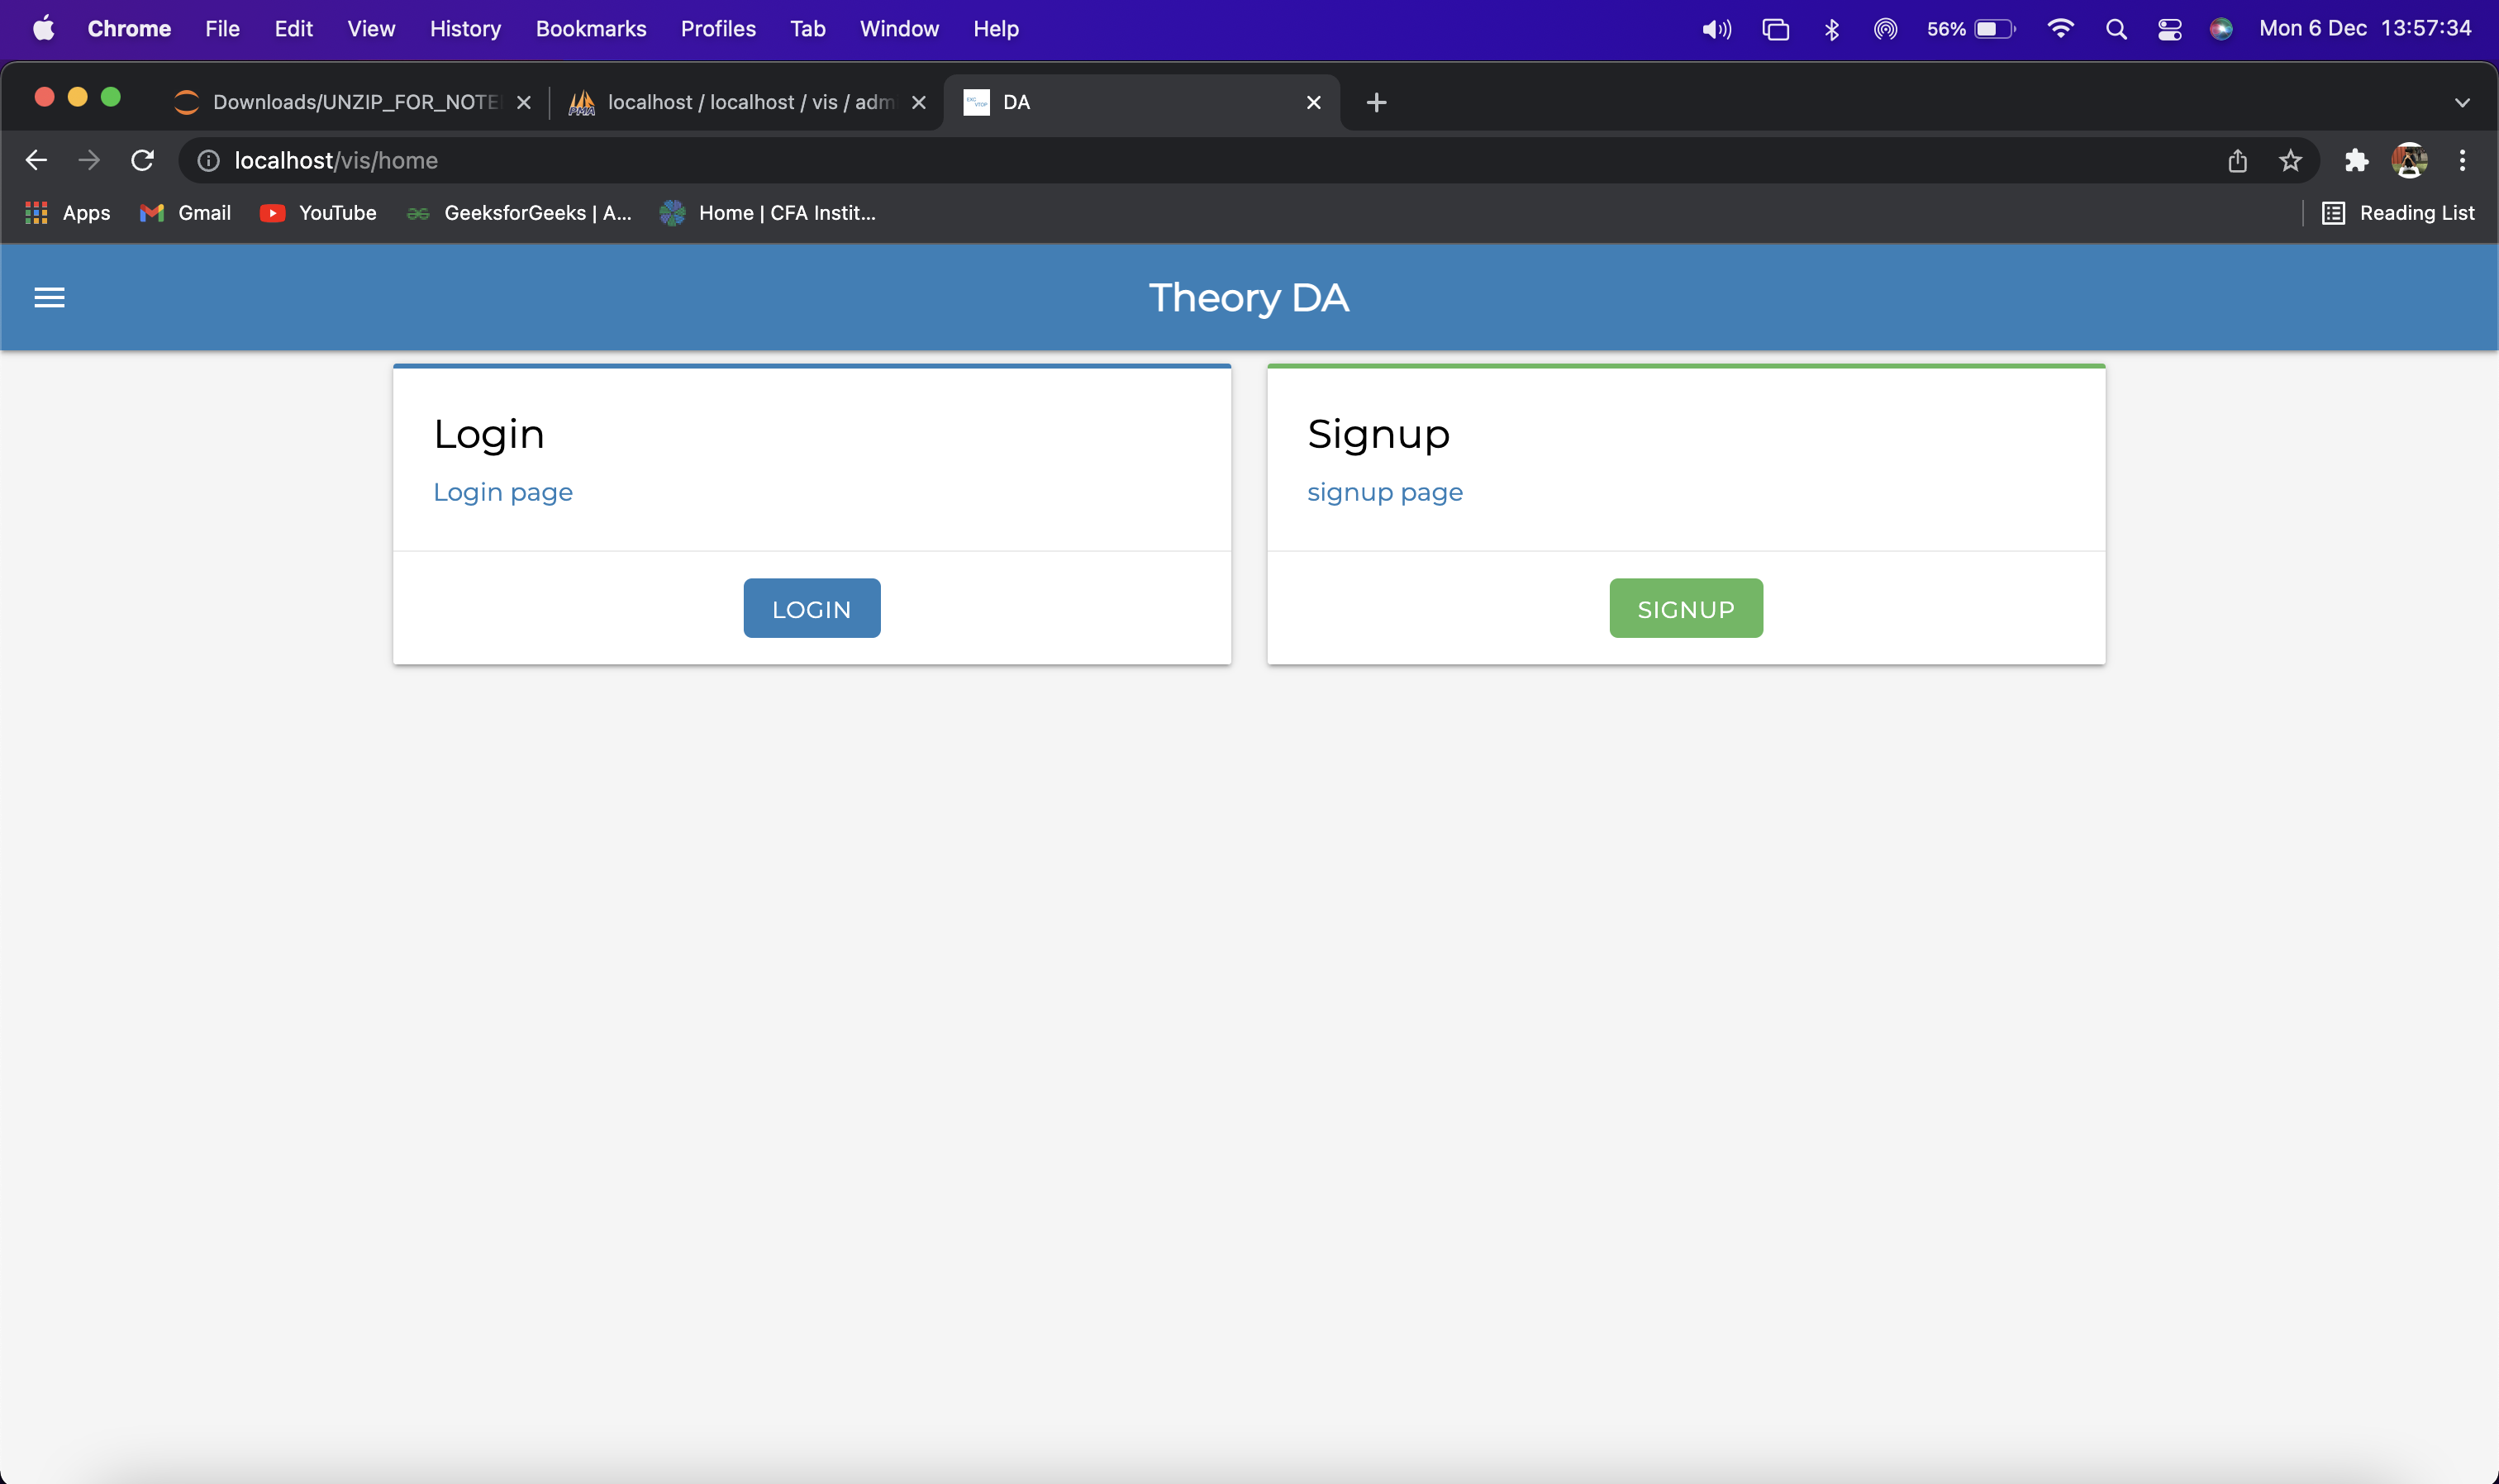 Chrome File Edit View History Bookmarks Profiles Tab Window Help 56% Mon 6 Dec 13:57:34
Downloads/UNZIP_FOR_NOTE localhost / localhost / vis / adm DA
localhost/vis/home
Apps Gmail YouTube GeeksforGeeks | A... Home | CFA Instit... Reading List
Theory DA
Login
Login page
LOGIN
Signup
signup page
SIGNUP